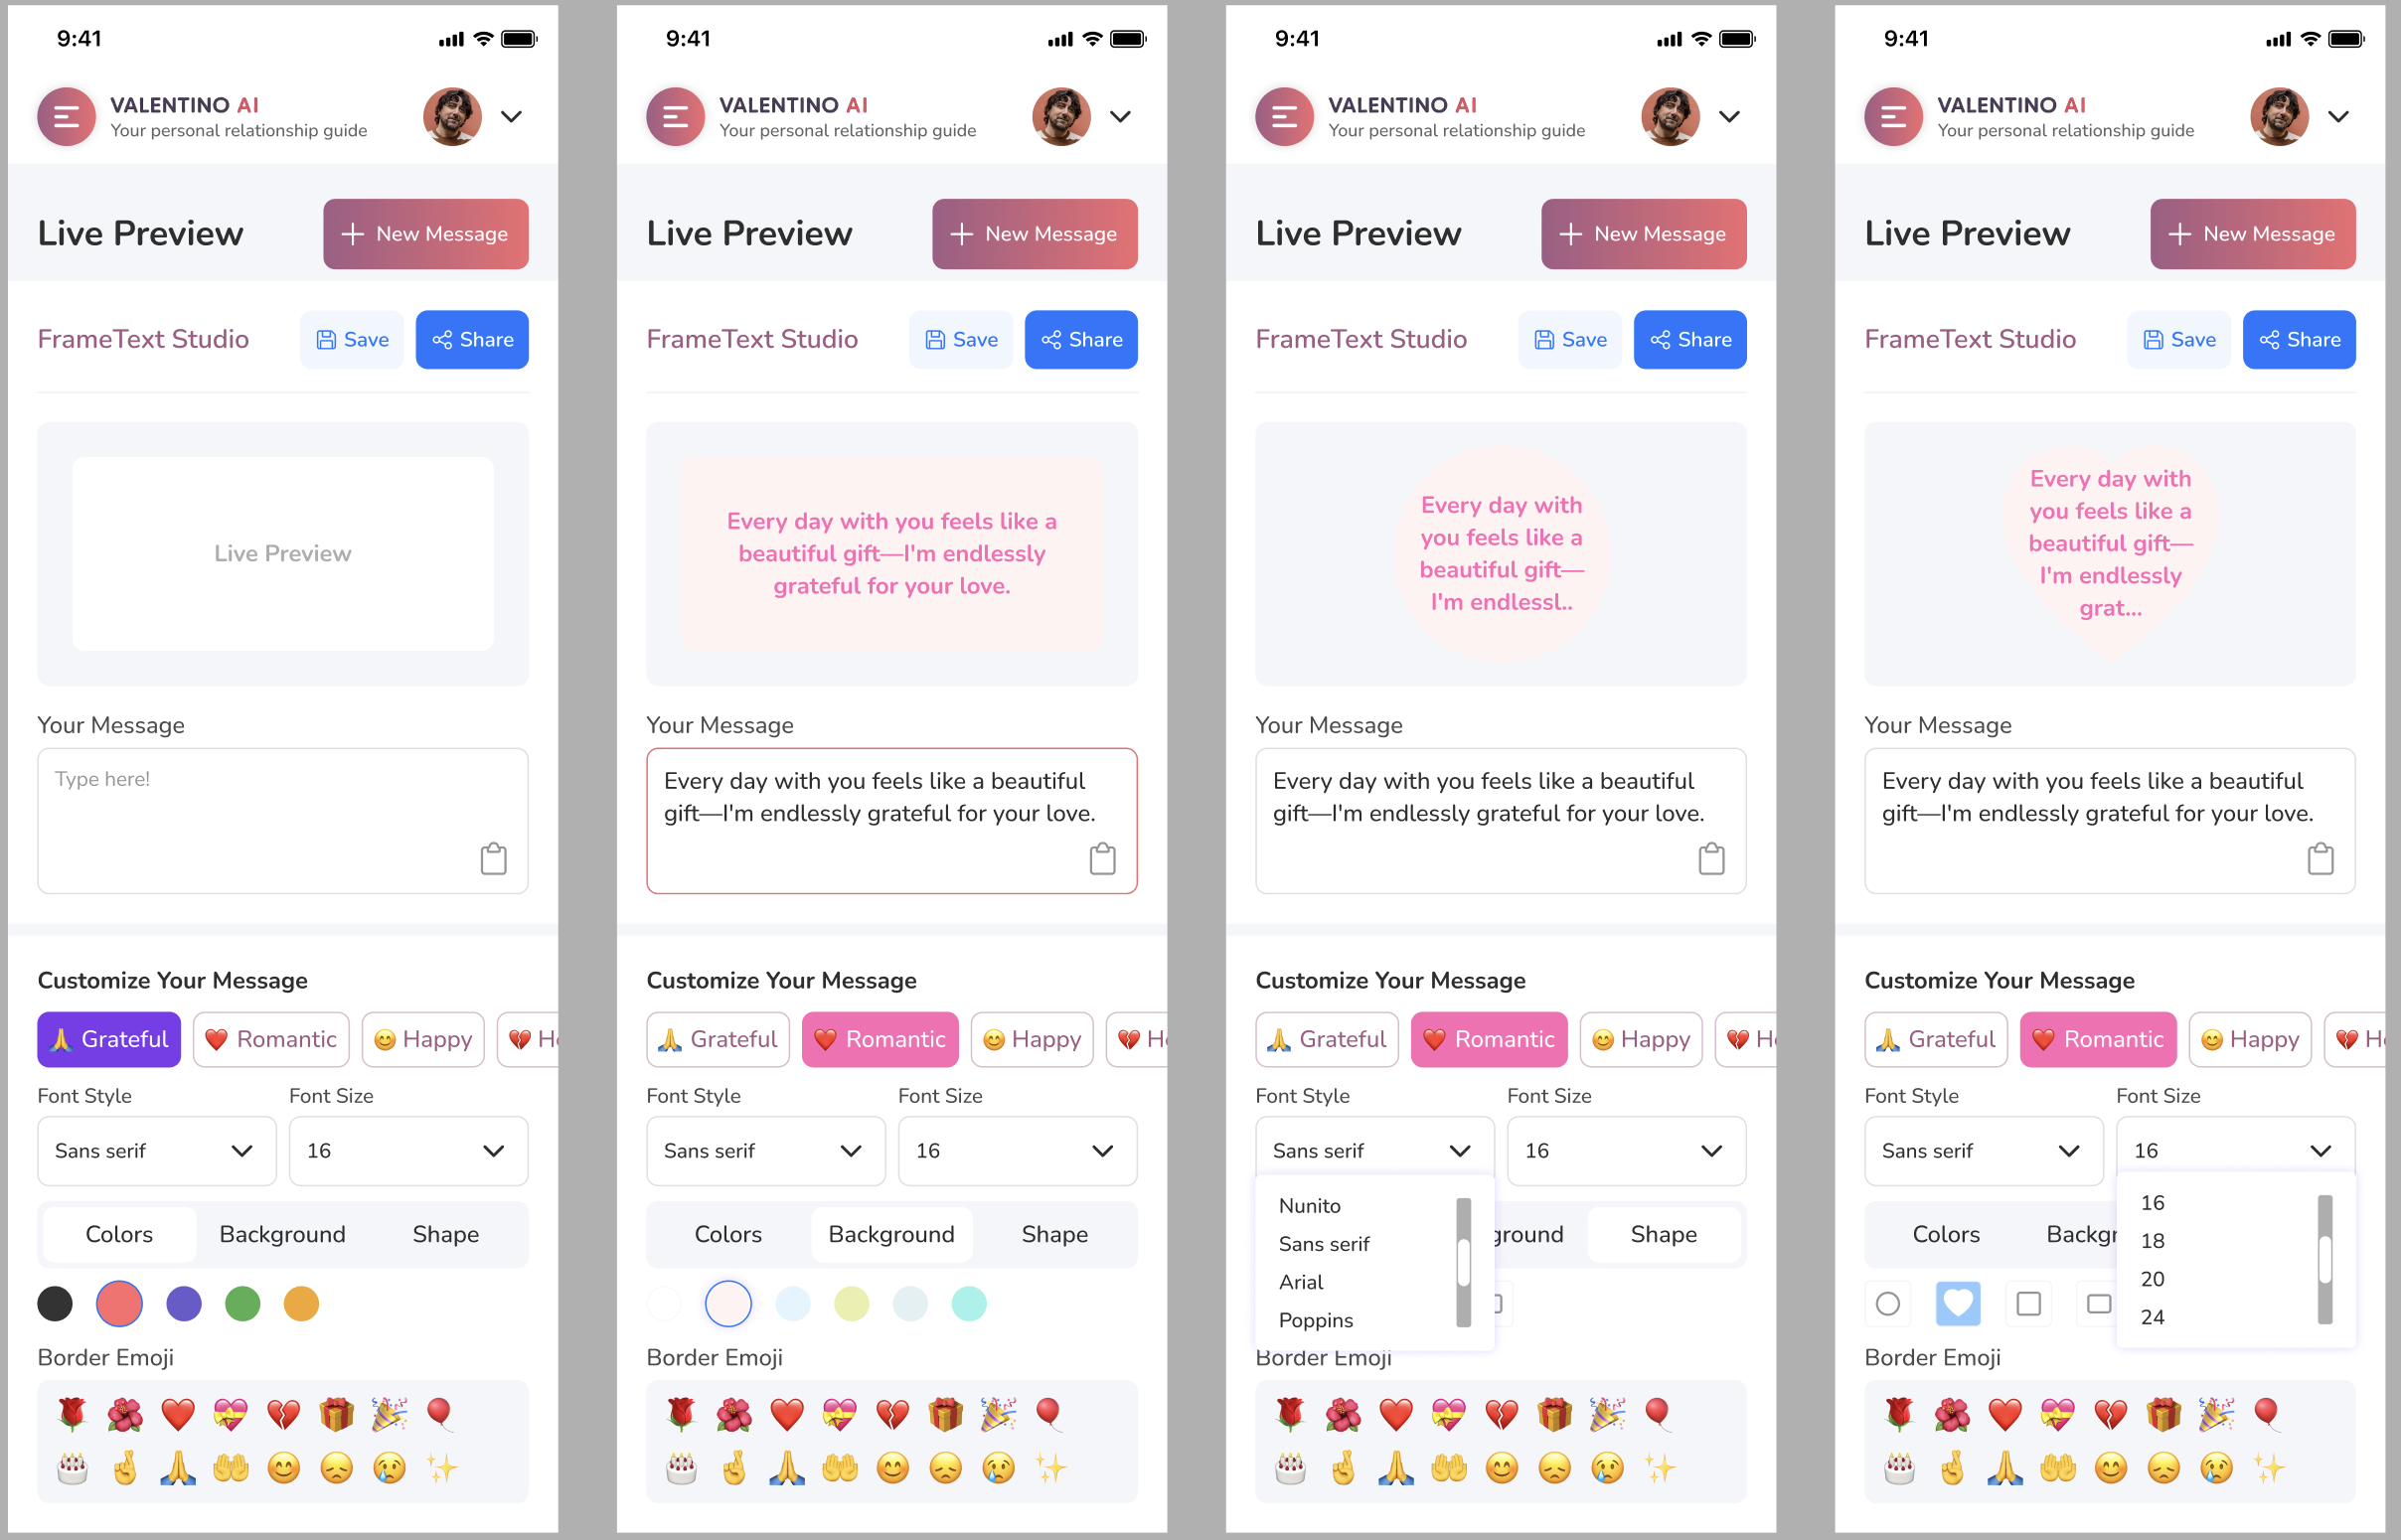 9:41
VALENTINO AI
Your personal relationship guide
Live Preview
New Message
FrameText Studio
Save
Share
Live Preview
Your Message
Type here!
Customize Your Message
Grateful
Romantic
Happy
He
Font Style
Font Size
Sans serif
16
Colors
Background
Shape
Border Emoji
9:41
VALENTINO AI
Your personal relationship guide
Live Preview
New Message
FrameText Studio
Save
Share
Every day with you feels like a
beautiful gift—I'm endlessly
grateful for your love.
Your Message
Every day with you feels like a beautiful
gift—I'm endlessly grateful for your love.
Customize Your Message
Grateful
Romantic
Happy
He
Font Style
Font Size
Sans serif
16
Colors
Background
Shape
Border Emoji
9:41
VALENTINO AI
Your personal relationship guide
Live Preview
New Message
FrameText Studio
Save
Share
Every day with
you feels like a
beautiful gift—
I'm endlessl..
Your Message
Every day with you feels like a beautiful
gift—I'm endlessly grateful for your love.
Customize Your Message
Grateful
Romantic
Happy
He
Font Style
Font Size
Sans serif
16
Nunito
Sans serif
Arial
Poppins
ground
Shape
Border Emoji
9:41
VALENTINO AI
Your personal relationship guide
Live Preview
New Message
FrameText Studio
Save
Share
Every day with
you feels like a
beautiful gift—
I'm endlessly
grat...
Your Message
Every day with you feels like a beautiful
gift—I'm endlessly grateful for your love.
Customize Your Message
Grateful
Romantic
Happy
H
Font Style
Font Size
Sans serif
16
16
18
20
24
Colors
Backgr
Border Emoji